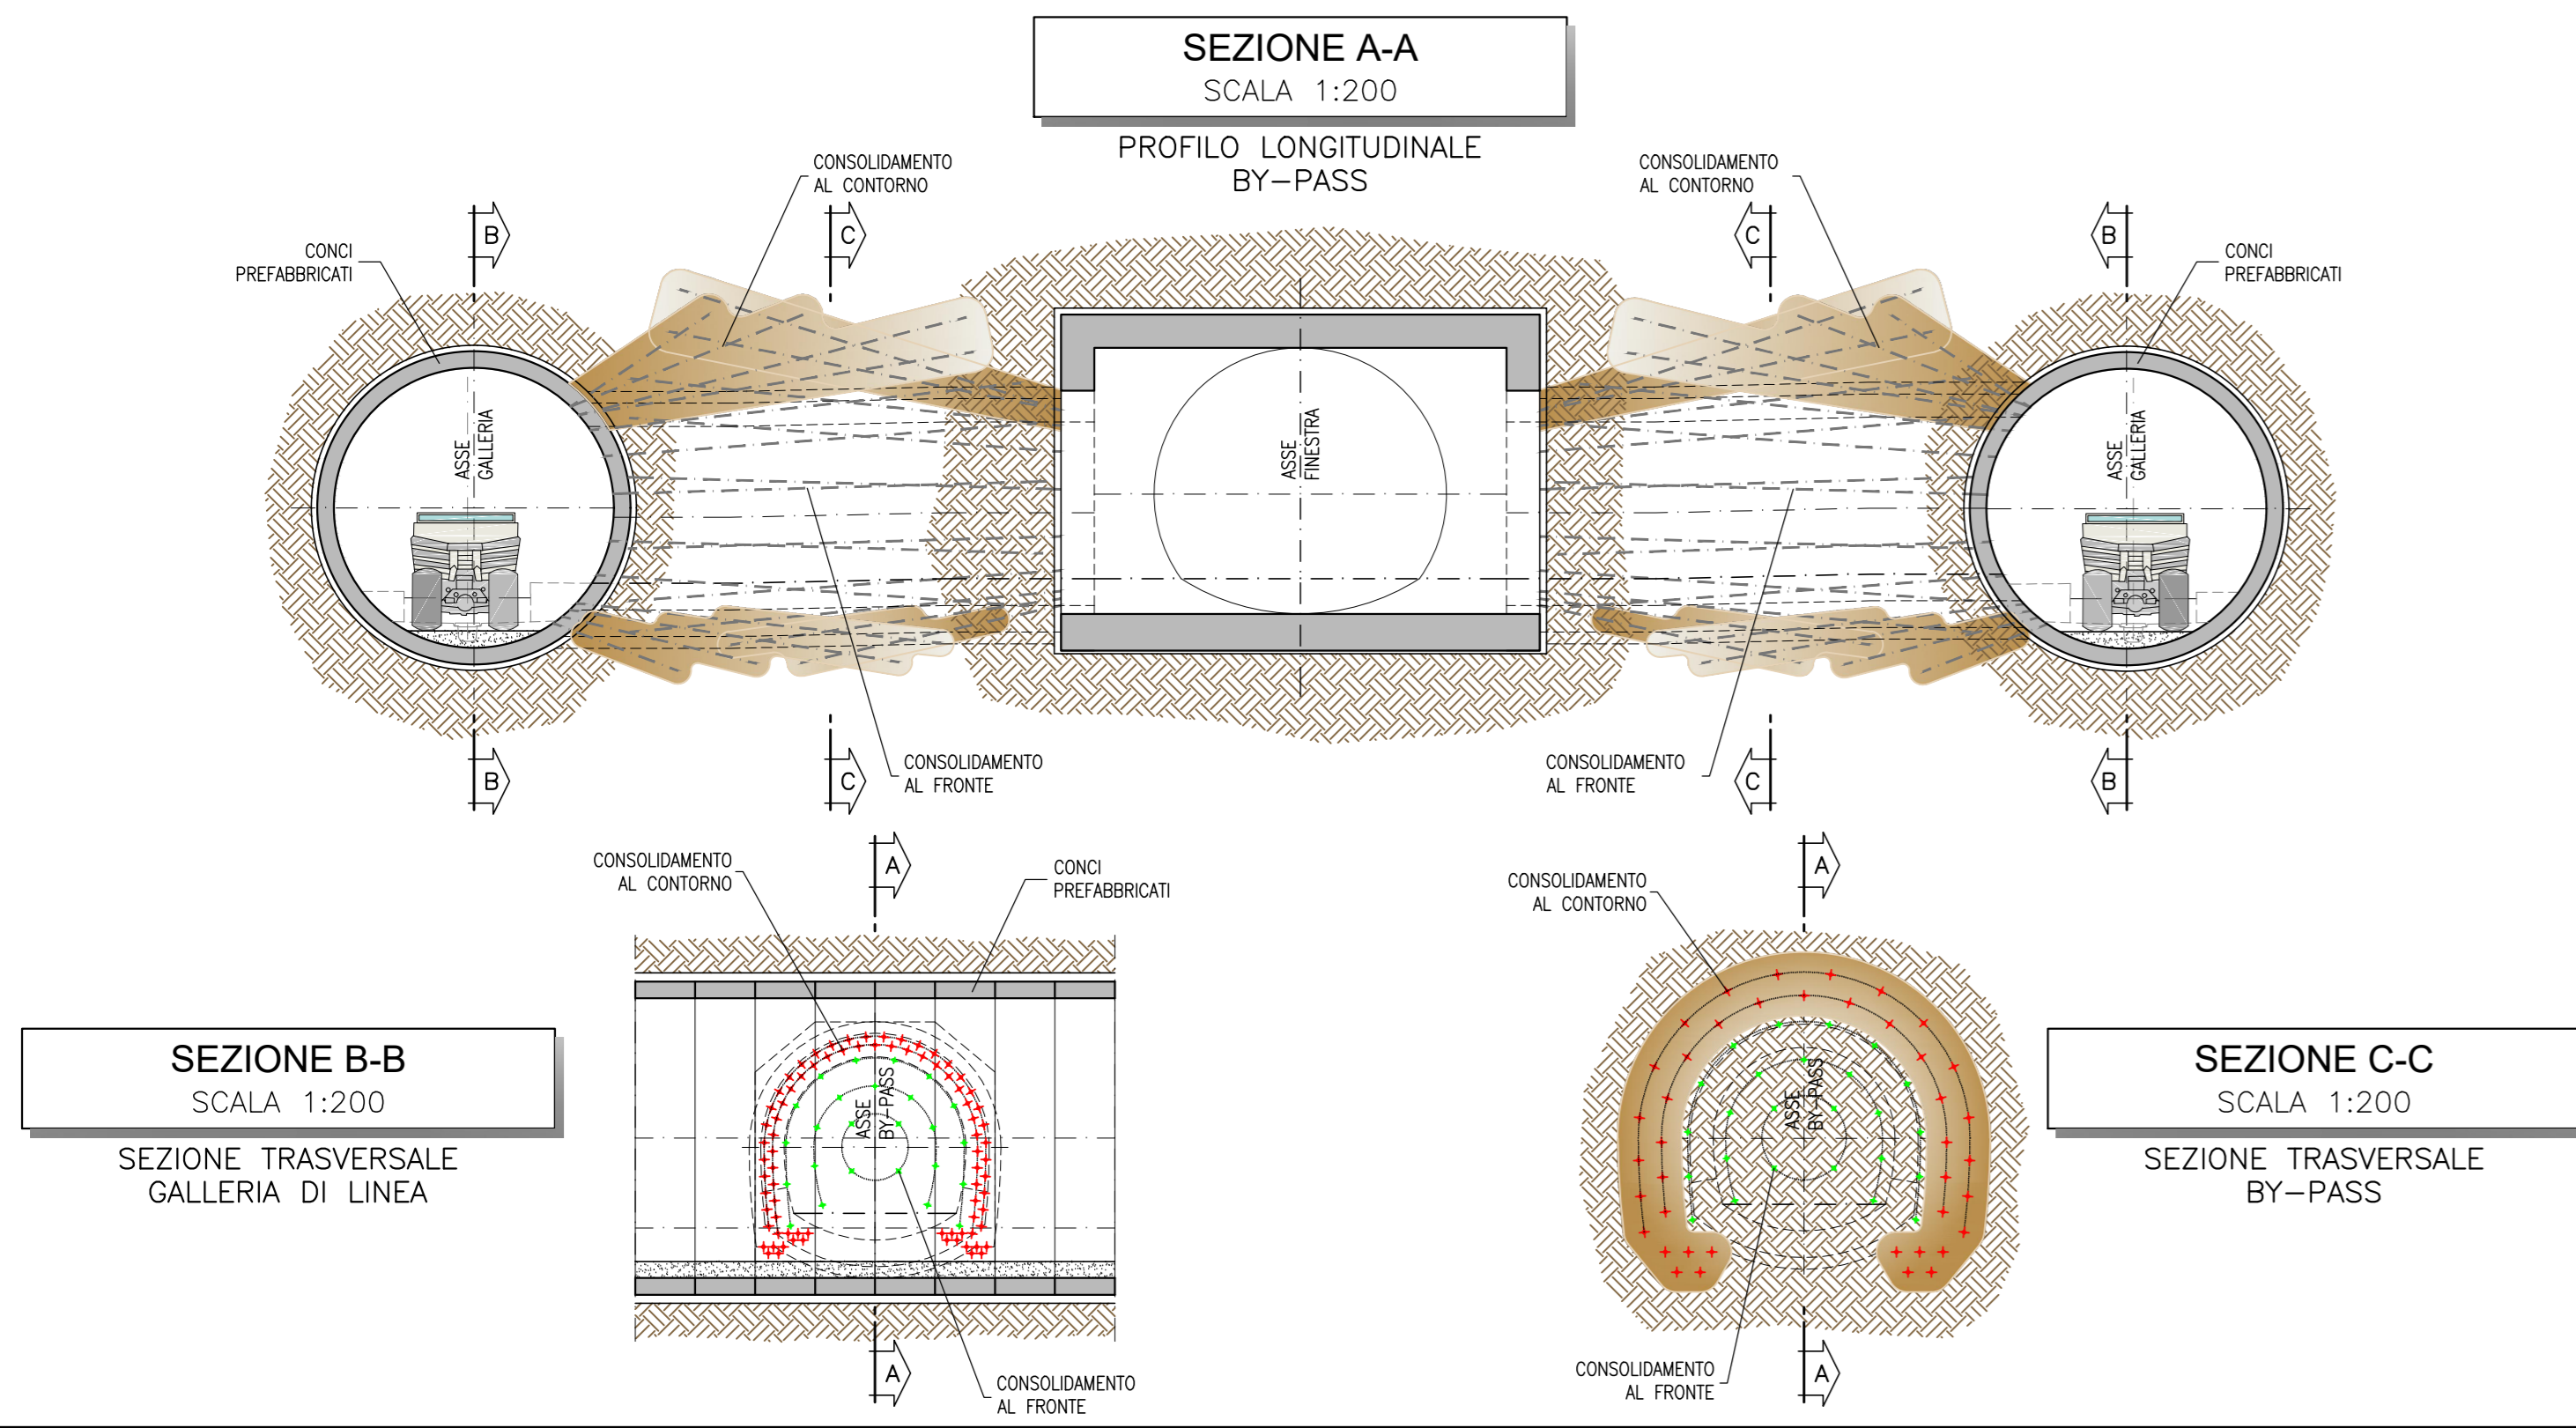 SEZIONE A-A
SCALA 1:200
PROFILO LONGITUDINALE
BY-PASS
CONSOLIDAMENTO
AL CONTORNO
CONSOLIDAMENTO
AL CONTORNO
B
C
C
B
CONCI
PREFABBRICATI
CONCI
PREFABBRICATI
ASSE
GALLERIA
ASSE
FINESTRA
ASSE
GALLERIA
CONSOLIDAMENTO
AL FRONTE
CONSOLIDAMENTO
AL FRONTE
B
C
C
B
CONSOLIDAMENTO
AL CONTORNO
A
CONCI
PREFABBRICATI
CONSOLIDAMENTO
AL CONTORNO
A
SEZIONE B-B
SCALA 1:200
SEZIONE TRASVERSALE
GALLERIA DI LINEA
ASSE
BY-PASS
ASSE
BY-PASS
SEZIONE C-C
SCALA 1:200
SEZIONE TRASVERSALE
BY-PASS
A
CONSOLIDAMENTO
AL FRONTE
CONSOLIDAMENTO
AL FRONTE
A